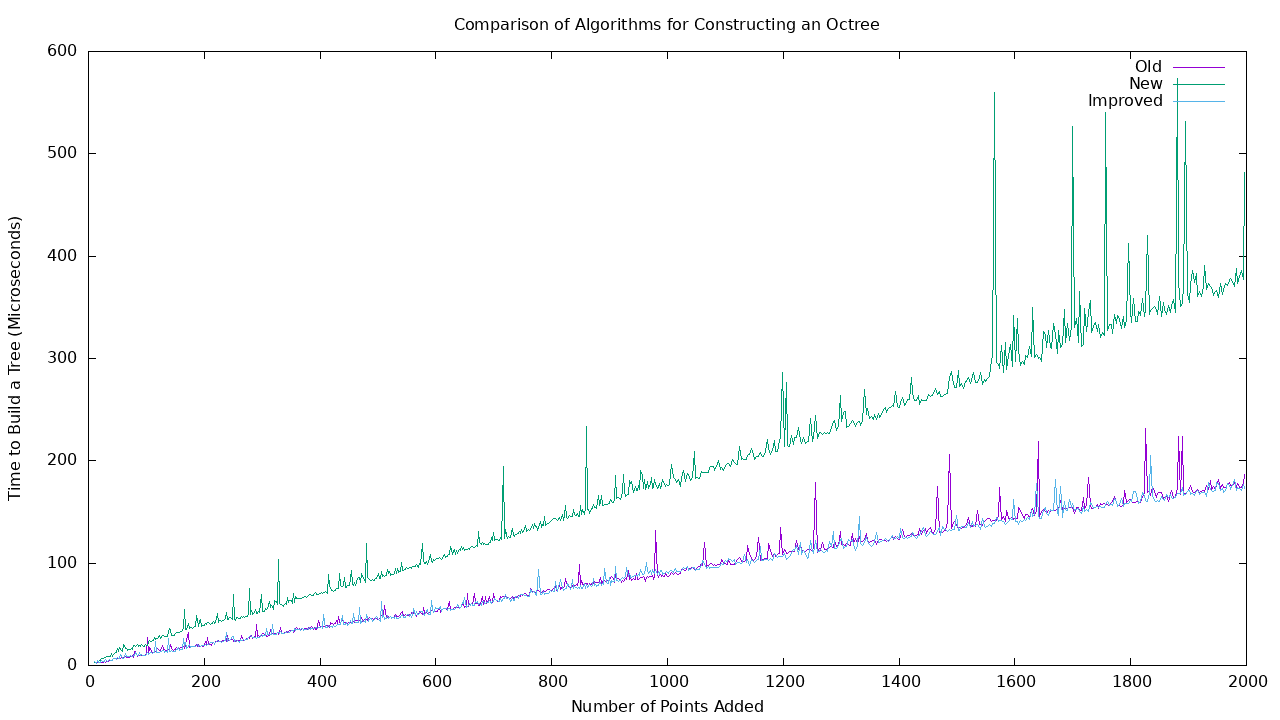 Comparison of Algorithms for Constructing an Octree
600
500
400
300
200
100
0
Time to Build a Tree (Microseconds)
Old
New
Improved
0 200 400 600 800 1000 1200 1400 1600 1800 2000
Number of Points Added